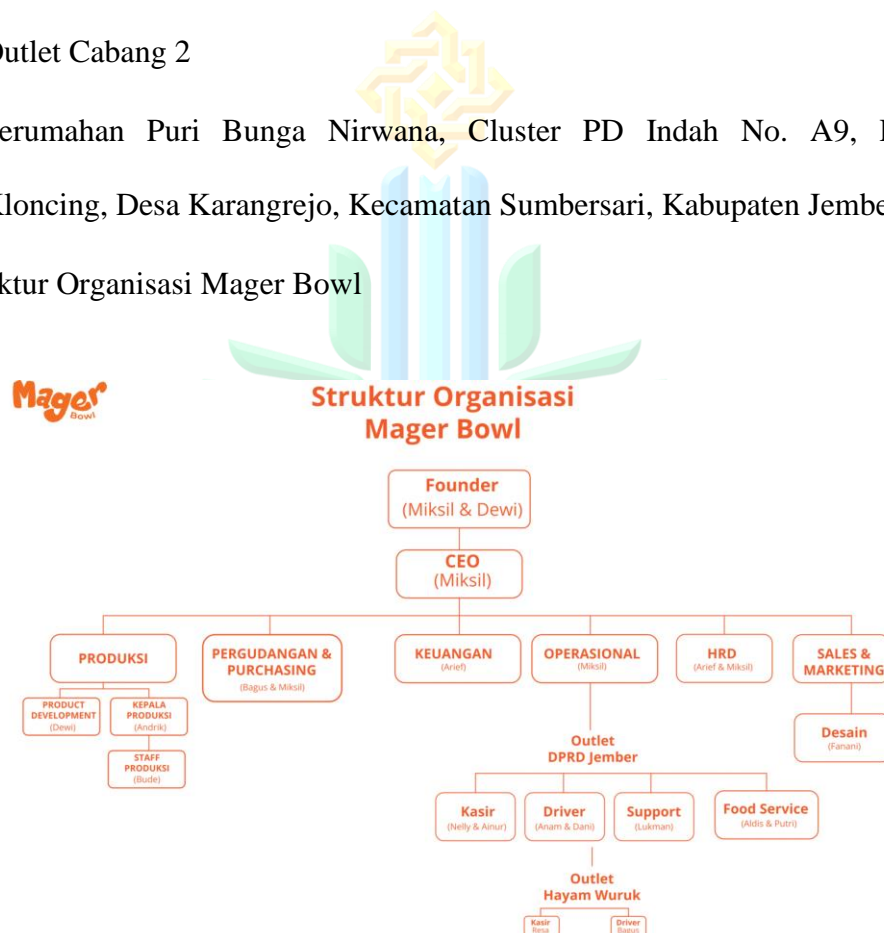 Outlet Cabang 2
erumahan Puri Bunga Nirwana, Cluster PD Indah No. A9,
Kloncing, Desa Karangrejo, Kecamatan Sumbersari, Kabupaten Jembe
ktur Organisasi Mager Bowl
Mager
Bowl
Struktur Organisasi
Mager Bowl
Founder
(Miksil & Dewi)
CEO
(Miksil)
PRODUKSI
PERGUDANGAN &
PURCHASING
(Bagus & Miksil)
KEUANGAN
(Arief)
OPERASIONAL
(Miksil)
HRD
(Arief & Miksil)
SALES &
MARKETING
PRODUCT
DEVELOPMENT
(Dewi)
KEPALA
PRODUKSI
(Andrik)
STAFF
PRODUKSI
(Bude)
Desain
(Fanani)
Outlet
DPRD Jember
Kasir
(Nelly & Ainur)
Driver
(Anam & Dani)
Support
(Lukman)
Food Service
(Aldis & Putri)
Outlet
Hayam Wuruk
Kasir
Resa
Driver
Bagus